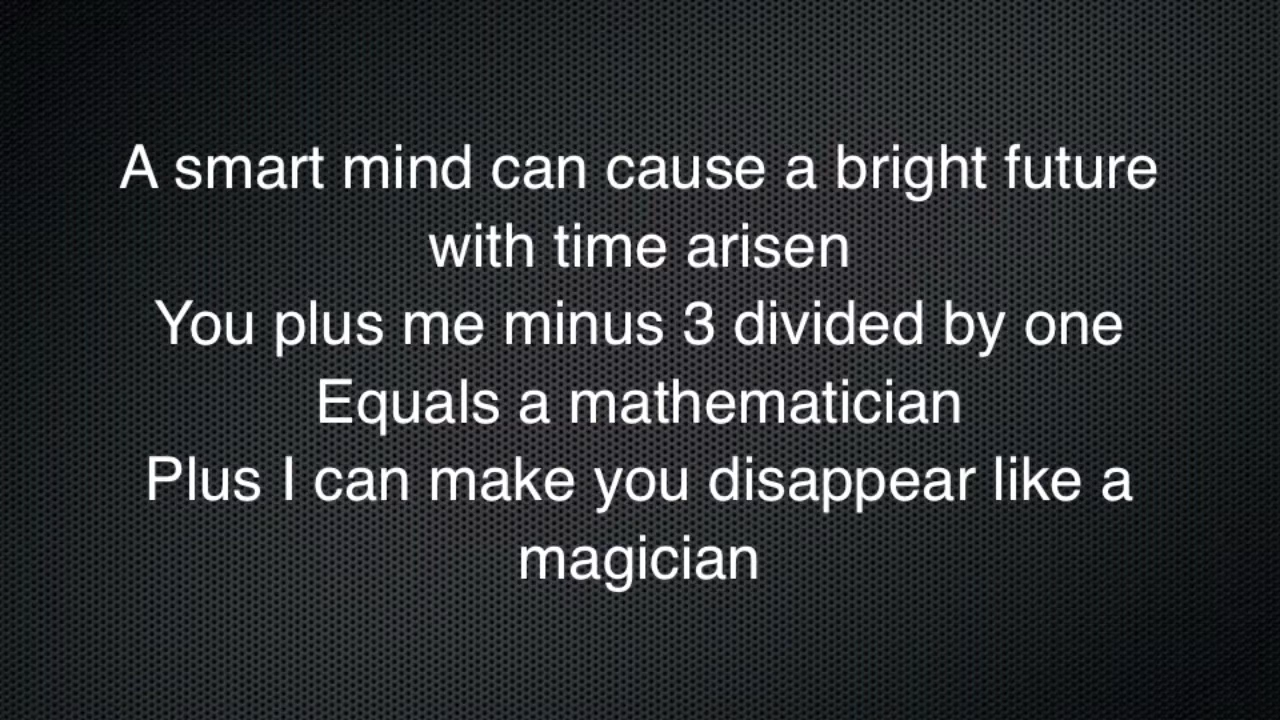 A smart mind can cause a bright future
with time arisen
You plus me minus 3 divided by one
Equals a mathematician
Plus I can make you disappear like a
magician